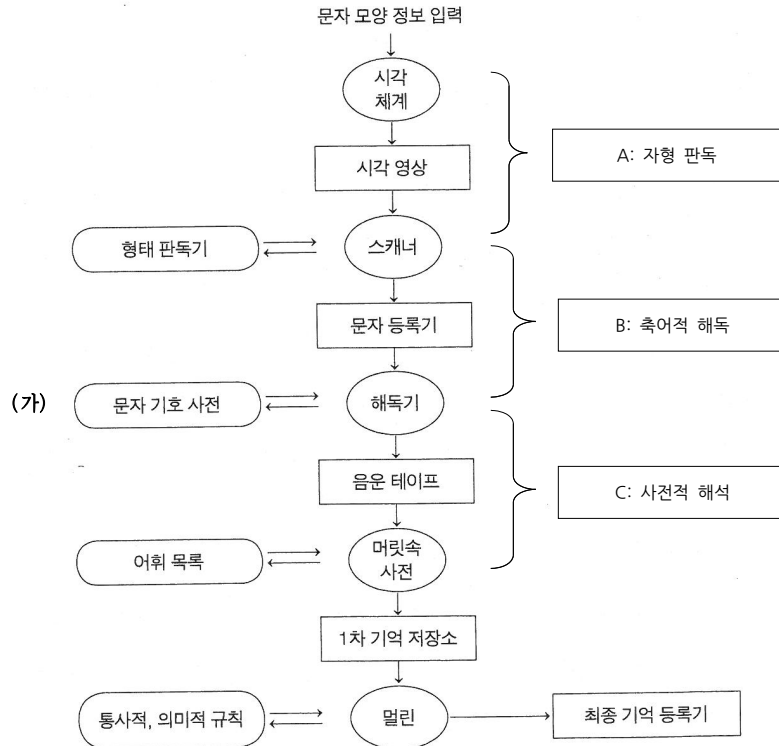 문자 모양 정보 입력
시각
체계
A: 자형 판독
시각 영상
형태 판독기
스캐너
문자 등록기
B: 축어적 해독
(가)
문자 기호 사전
해독기
음운 테이프
C: 사전적 해석
어휘 목록
머릿속
사전
1차 기억 저장소
통사적, 의미적 규칙
멀린
최종 기억 등록기